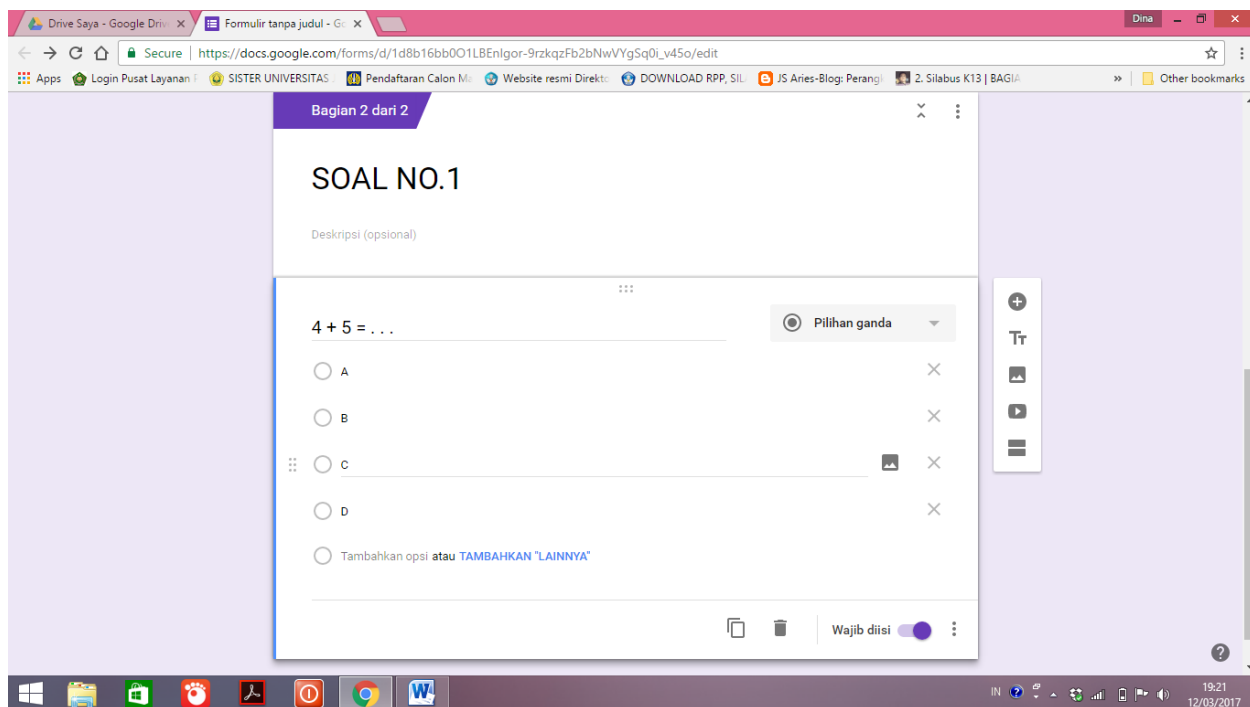 Drive Saya - Google Driv
Formulir tanpa judul - Go
Dina
Secure | https://docs.google.com/forms/d/1d8b16bb0O1LBEnIgor-9rzkqzFb2bNwVYgSq0i_v45o/edit
Apps Login Pusat Layanan P SISTER UNIVERSITAS Pendaftaran Calon Ma Website resmi Direkto DOWNLOAD RPP, SIL JS Aries-Blog: Perangk 2. Silabus K13 | BAGIA » Other bookmarks
Bagian 2 dari 2
SOAL NO.1
Deskripsi (opsional)
4 + 5 = . . .
Pilihan ganda
A
B
C
D
Tambahkan opsi atau TAMBAHKAN "LAINNYA"
Wajib diisi
IN
19:21
12/03/2017